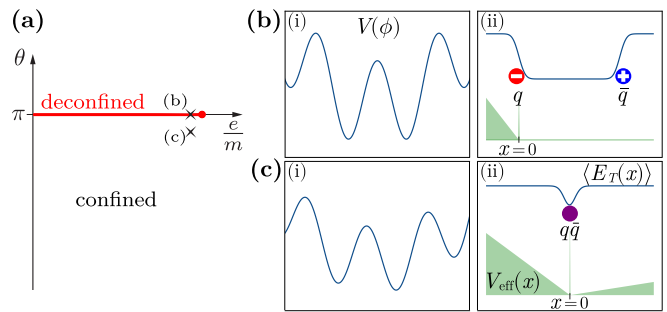 (a)
θ
π
deconfined
(b)
(c)
e/m
confined
(b)
(i)
V(ϕ)
(ii)
q
q̄
x=0
(c)
(i)
(ii)
⟨E_T(x)⟩
qq̄
V_eff(x)
x=0